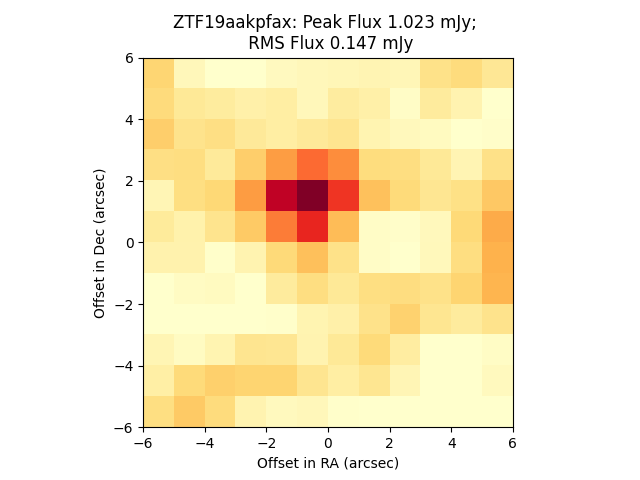 ZTF19aakpfax: Peak Flux 1.023 mJy;
RMS Flux 0.147 mJy
6
4
2
0
−2
−4
−6
Offset in Dec (arcsec)
−6 −4 −2 0 2 4 6
Offset in RA (arcsec)